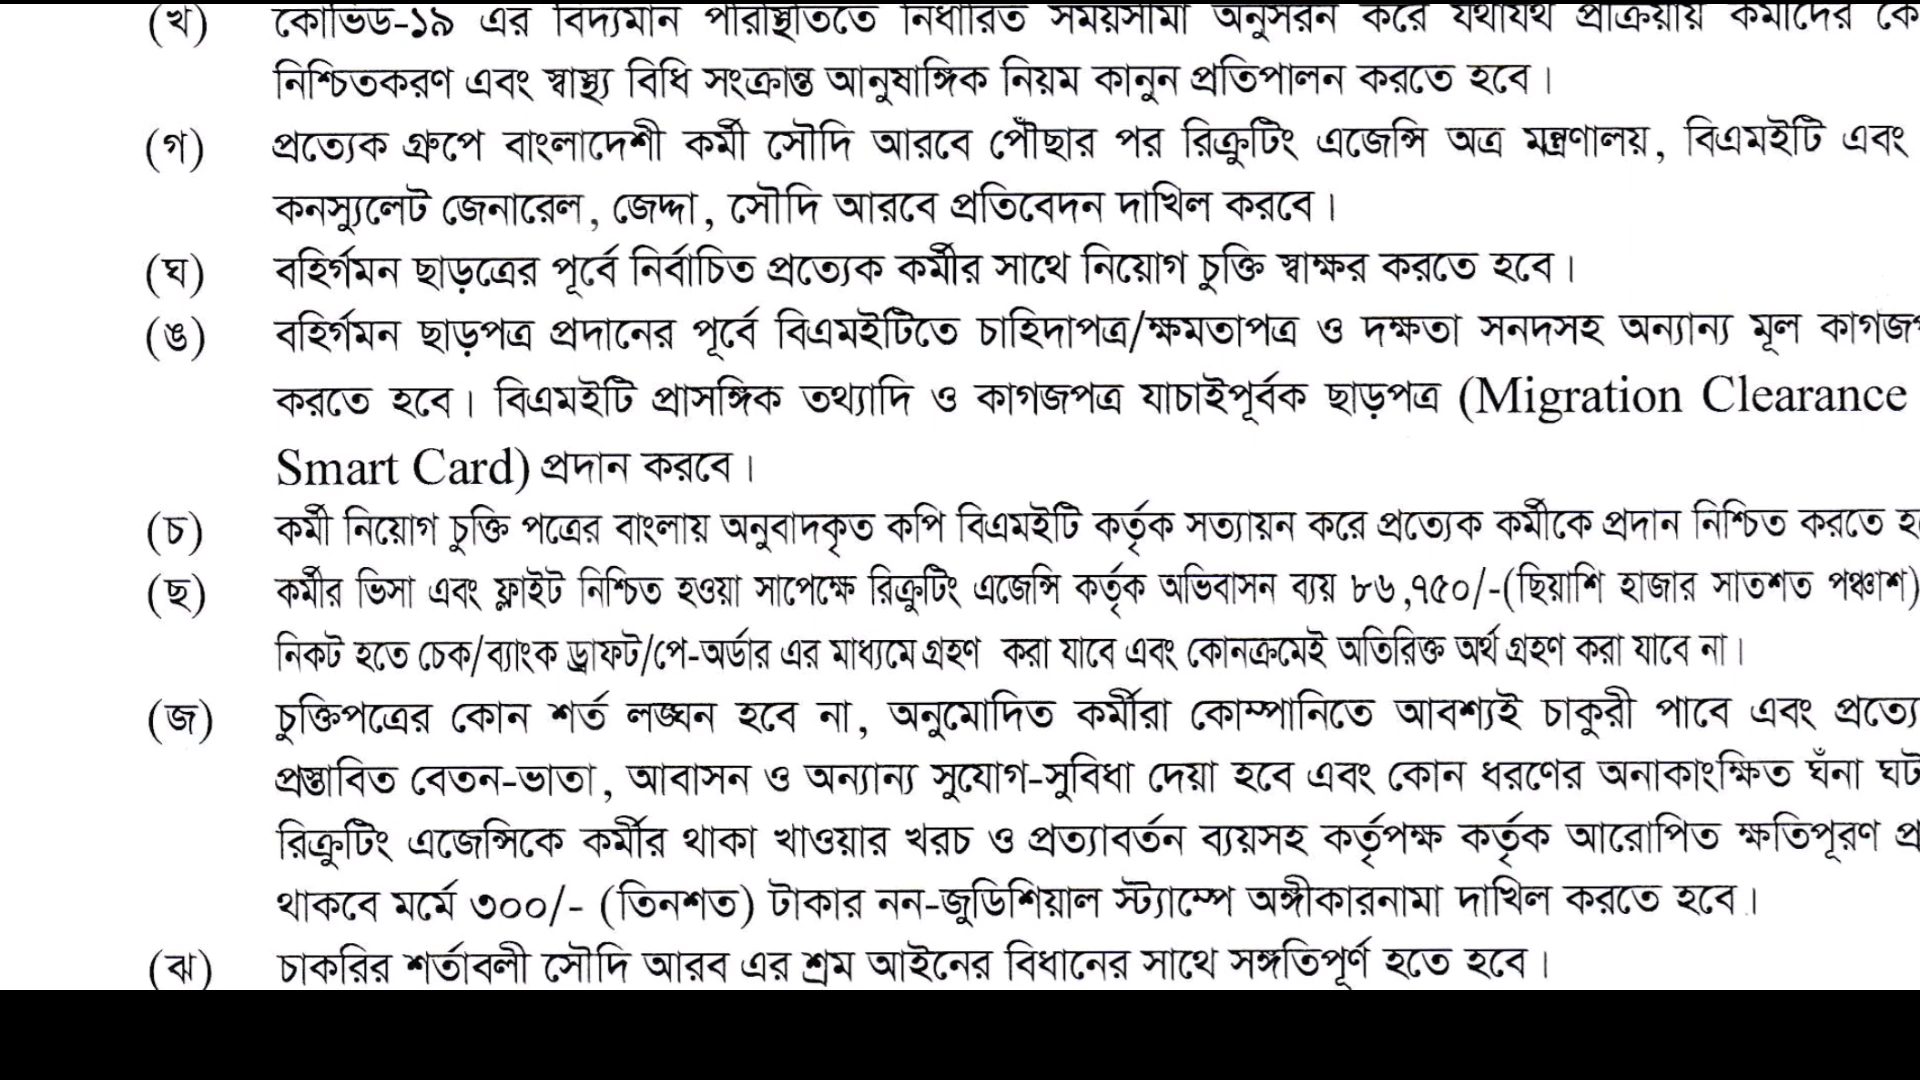 (খ) কোভিড-১৯ এর বিদ্যমান পরিস্থিতিতে নির্ধারিত সময়সীমা অনুসরন করে যথাযথ প্রক্রিয়ায় কর্মীদের
নিশ্চিতকরণ এবং স্বাস্থ্য বিধি সংক্রান্ত আনুষাঙ্গিক নিয়ম কানুন প্রতিপালন করতে হবে।
(গ) প্রত্যেক গ্রুপে বাংলাদেশী কর্মী সৌদি আরবে পৌঁছার পর রিক্রুটিং এজেন্সি অত্র মন্ত্রণালয়, বিএমইটি এবং
কনস্যুলেট জেনারেল, জেদ্দা, সৌদি আরবে প্রতিবেদন দাখিল করবে।
(ঘ) বহির্গমন ছাড়ত্রের পূর্বে নির্বাচিত প্রত্যেক কর্মীর সাথে নিয়োগ চুক্তি স্বাক্ষর করতে হবে।
(ঙ) বহির্গমন ছাড়পত্র প্রদানের পূর্বে বিএমইটিতে চাহিদাপত্র/ক্ষমতাপত্র ও দক্ষতা সনদসহ অন্যান্য মূল
করতে হবে। বিএমইটি প্রাসঙ্গিক তথ্যাদি ও কাগজপত্র যাচাইপূর্বক ছাড়পত্র (Migration Clearance
Smart Card) প্রদান করবে।
(চ) কর্মী নিয়োগ চুক্তি পত্রের বাংলায় অনুবাদকৃত কপি বিএমইটি কর্তৃক সত্যায়ন করে প্রত্যেক কর্মীকে প্রদান নিশ্চিত করতে
(ছ) কর্মীর ভিসা এবং ফ্লাইট নিশ্চিত হওয়া সাপেক্ষে রিক্রুটিং এজেন্সি কর্তৃক অভিবাসন ব্যয় ৮৬,৭৫০/-(ছিয়াশি হাজার সাতশত পঞ্চাশ)
নিকট হতে চেক/ব্যাংক ড্রাফট/পে-অর্ডার এর মাধ্যমে গ্রহণ করা যাবে এবং কোনক্রমেই অতিরিক্ত অর্থ গ্রহণ করা যাবে না।
(জ) চুক্তিপত্রের কোন শর্ত লঙ্ঘন হবে না, অনুমোদিত কর্মীরা কোম্পানিতে আবশ্যই চাকুরী পাবে এবং
প্রস্তাবিত বেতন-ভাতা, আবাসন ও অন্যান্য সুযোগ-সুবিধা দেয়া হবে এবং কোন ধরণের অনাকাংক্ষিত ঘঁনা
রিক্রুটিং এজেন্সিকে কর্মীর থাকা খাওয়ার খরচ ও প্রত্যাবর্তন ব্যয়সহ কর্তৃপক্ষ কর্তৃক আরোপিত ক্ষতিপূরণ
থাকবে মর্মে ৩০০/- (তিনশত) টাকার নন-জুডিশিয়াল স্ট্যাম্পে অঙ্গীকারনামা দাখিল করতে হবে।
(ঝ) চাকরির শর্তাবলী সৌদি আরব এর শ্রম আইনের বিধানের সাথে সঙ্গতিপূর্ণ হতে হবে।